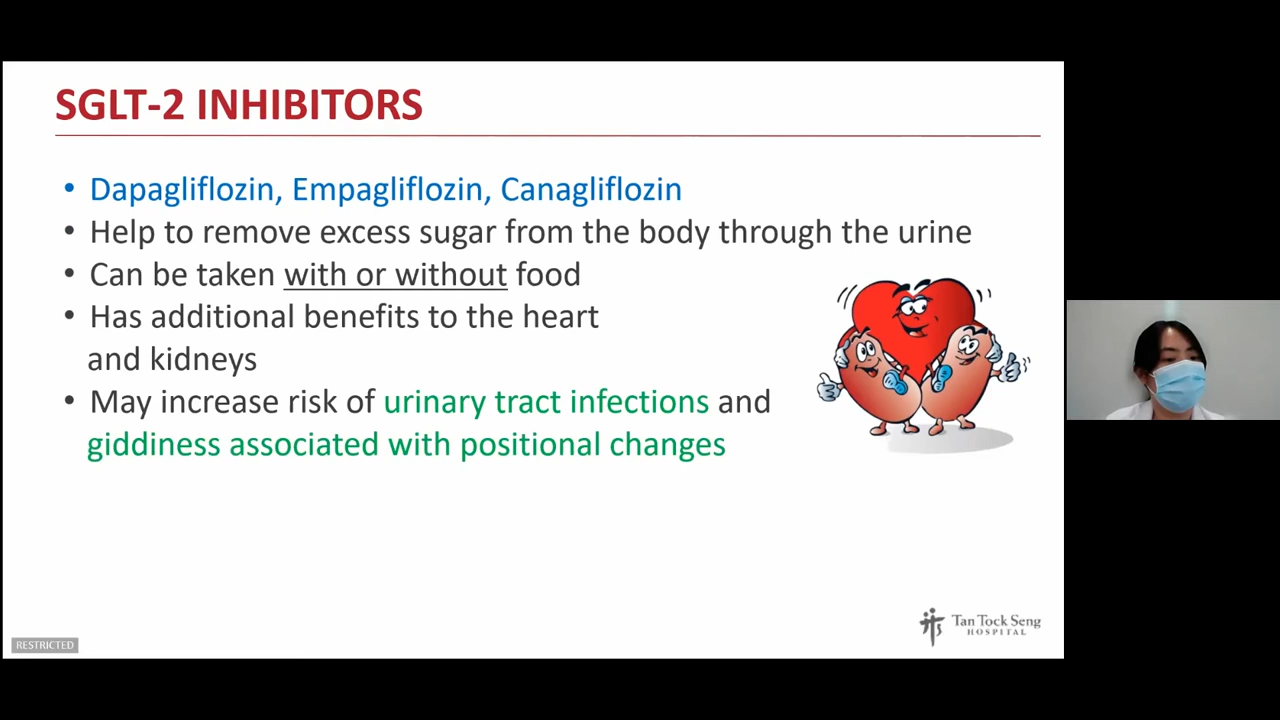 SGLT-2 INHIBITORS
• Dapagliflozin, Empagliflozin, Canagliflozin
• Help to remove excess sugar from the body through the urine
• Can be taken with or without food
• Has additional benefits to the heart
and kidneys
• May increase risk of urinary tract infections and
giddiness associated with positional changes
Tan Tock Seng
HOSPITAL
RESTRICTED